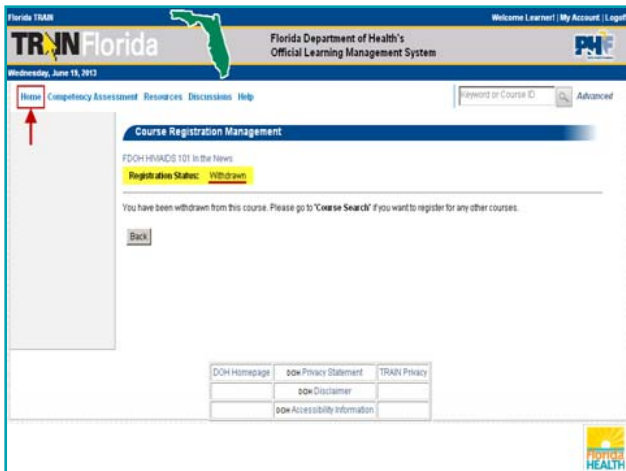 Florida TRAIN
Welcome Learner! | My Account | Logoff
TRAIN Florida
Florida Department of Health's
Official Learning Management System
PHF
Wednesday, June 19, 2013
Home Competency Assessment Resources Discussions Help
Keyword or Course ID
Advanced
Course Registration Management
FDOH HIV/AIDS 101 In the News
Registration Status: Withdrawn
You have been withdrawn from this course. Please go to "Course Search" if you want to register for any other courses.
Back
DOH Homepage DOH Privacy Statement TRAIN Privacy
DOH Disclaimer
DOH Accessibility Information
Florida
HEALTH